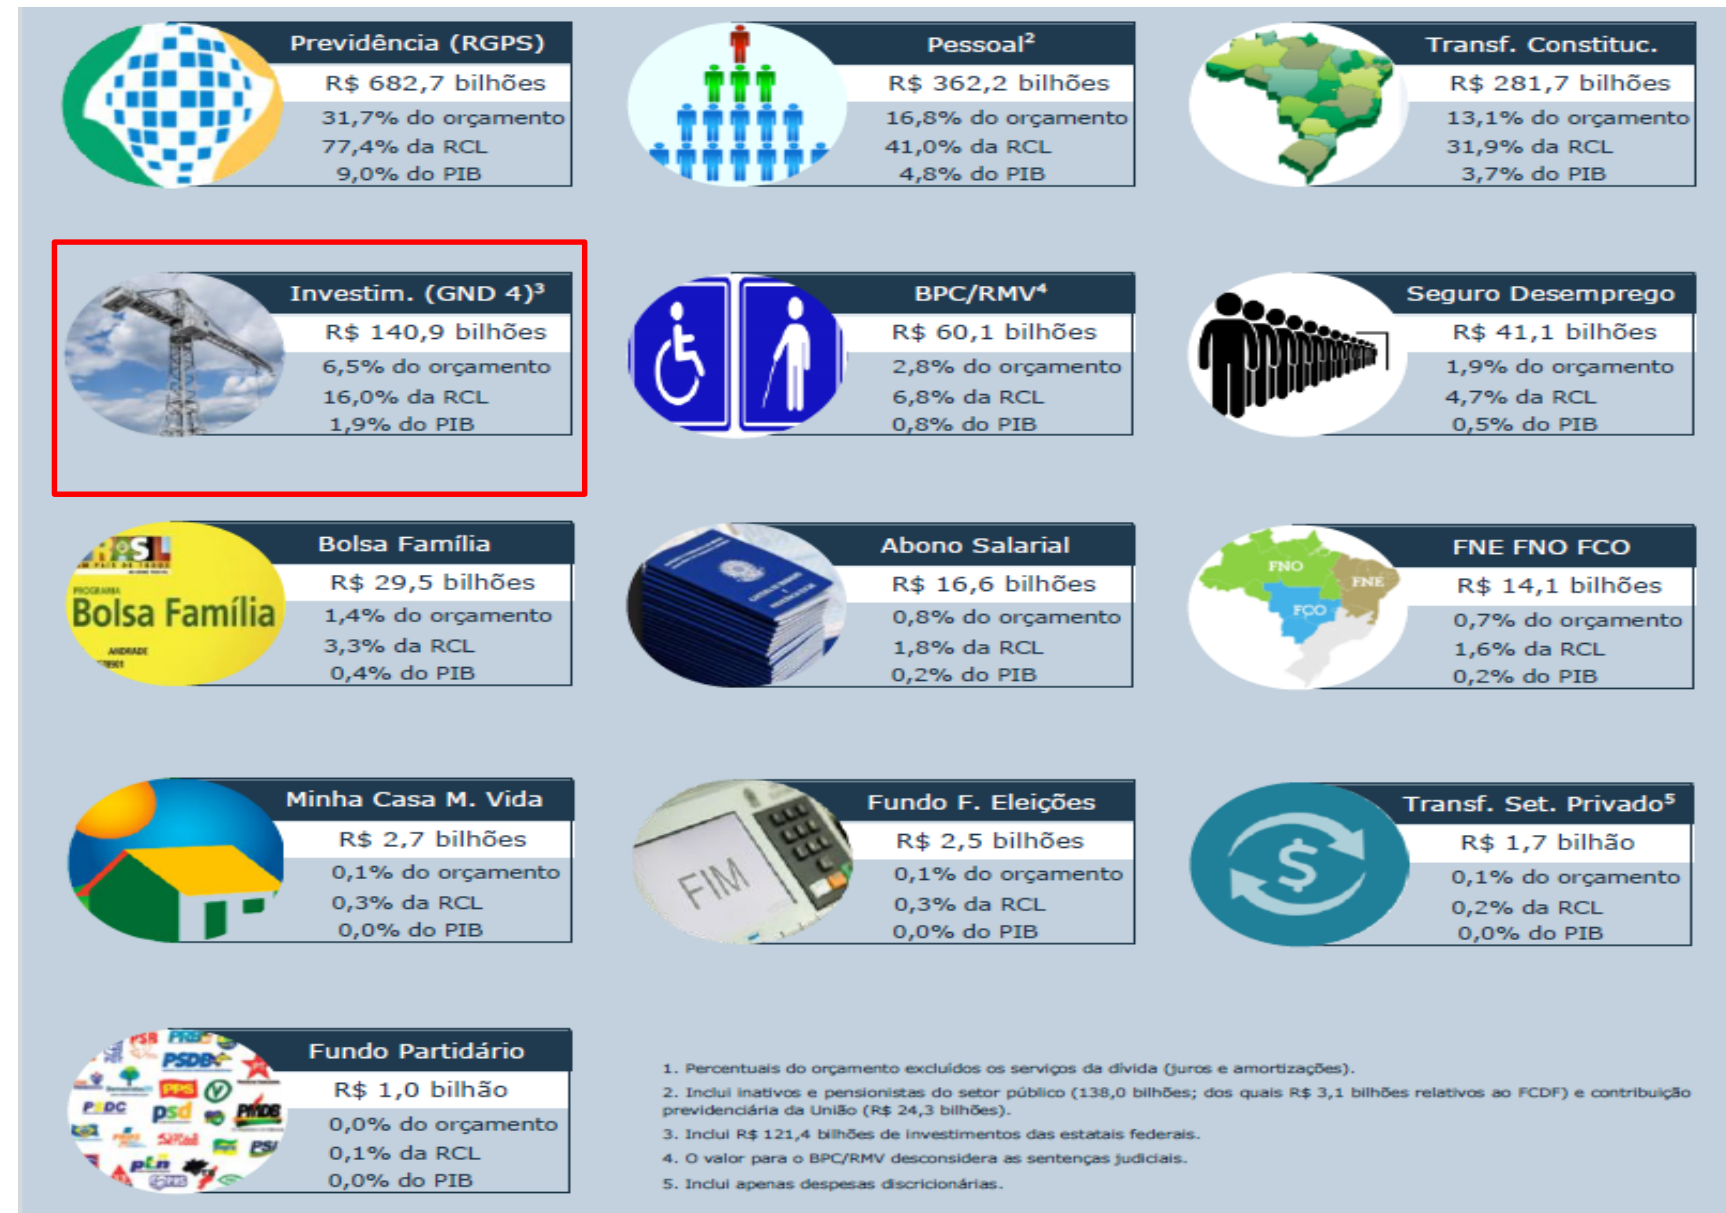 Previdência (RGPS)
R$ 682,7 bilhões
31,7% do orçamento
77,4% da RCL
9,0% do PIB
Pessoal²
R$ 362,2 bilhões
16,8% do orçamento
41,0% da RCL
4,8% do PIB
Transf. Constituc.
R$ 281,7 bilhões
13,1% do orçamento
31,9% da RCL
3,7% do PIB
Investim. (GND 4)³
R$ 140,9 bilhões
6,5% do orçamento
16,0% da RCL
1,9% do PIB
BPC/RMV⁴
R$ 60,1 bilhões
2,8% do orçamento
6,8% da RCL
0,8% do PIB
Seguro Desemprego
R$ 41,1 bilhões
1,9% do orçamento
4,7% da RCL
0,5% do PIB
PROGRAMA
Bolsa Família
ANDRADE
Bolsa Família
R$ 29,5 bilhões
1,4% do orçamento
3,3% da RCL
0,4% do PIB
Abono Salarial
R$ 16,6 bilhões
0,8% do orçamento
1,8% da RCL
0,2% do PIB
FNO
FNE
FCO
FNE FNO FCO
R$ 14,1 bilhões
0,7% do orçamento
1,6% da RCL
0,2% do PIB
Minha Casa M. Vida
R$ 2,7 bilhões
0,1% do orçamento
0,3% da RCL
0,0% do PIB
FIM
Fundo F. Eleições
R$ 2,5 bilhões
0,1% do orçamento
0,3% da RCL
0,0% do PIB
$
Transf. Set. Privado⁵
R$ 1,7 bilhão
0,1% do orçamento
0,2% da RCL
0,0% do PIB
PSB PRB
PSDB
PPS
PSDC psd PMDB
ptn
Fundo Partidário
R$ 1,0 bilhão
0,0% do orçamento
0,1% da RCL
0,0% do PIB
1. Percentuais do orçamento excluídos os serviços da dívida (juros e amortizações).
2. Inclui inativos e pensionistas do setor público (138,0 bilhões; dos quais R$ 3,1 bilhões relativos ao FCDF) e contribuição
previdenciária da União (R$ 24,3 bilhões).
3. Inclui R$ 121,4 bilhões de investimentos das estatais federais.
4. O valor para o BPC/RMV desconsidera as sentenças judiciais.
5. Inclui apenas despesas discricionárias.